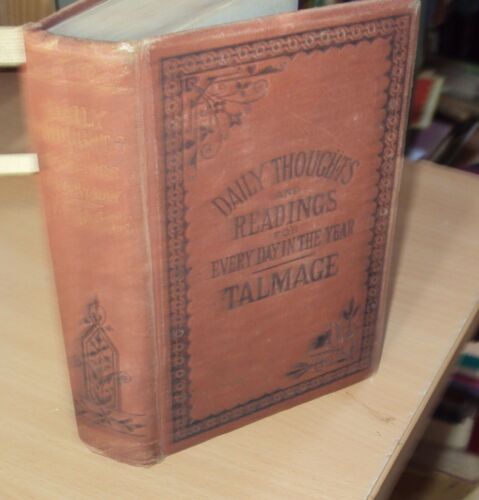 DAILY THOUGHTS
AND
READINGS
FOR
EVERY DAY IN THE YEAR
TALMAGE
DAILY
THOUGHTS